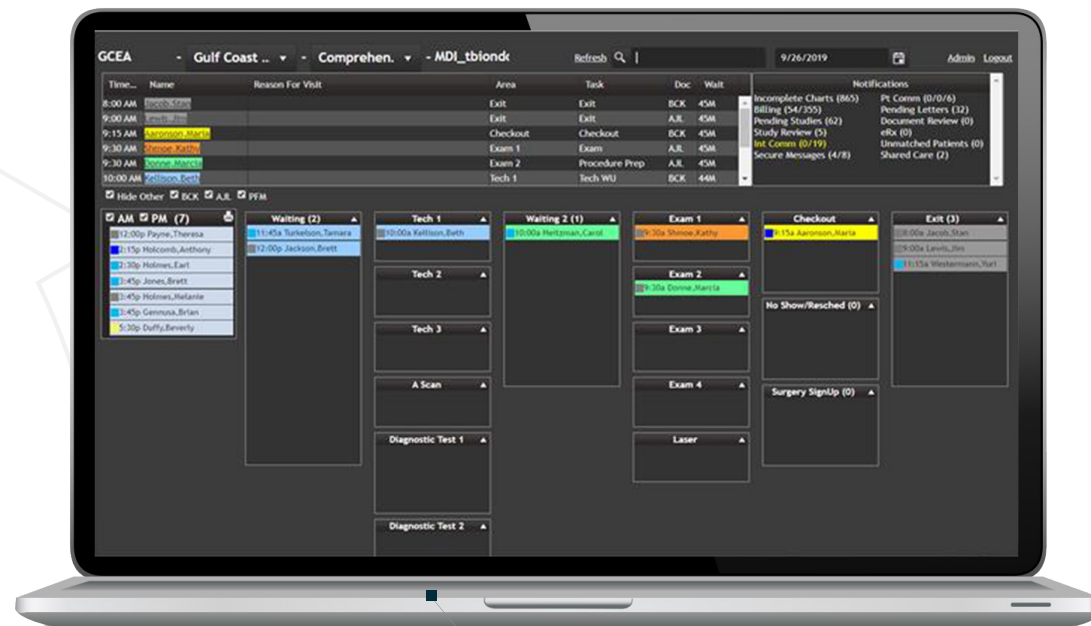 GCEA - Gulf Coast .. - Comprehen. - MDI_tbiondo Refresh 9/26/2019 Admin Logout
Time... Name Reason For Visit Area Task Doc Wait
8:00 AM Jacob,Stan Exit Exit BCK 45M
9:00 AM Lewis,Jim Exit Exit AJL 45M
9:15 AM Aaronson,Marta Checkout Checkout BCK 45M
9:30 AM Shnoe,Kathy Exam 1 Exam AJL 45M
9:30 AM Donne,Marcia Exam 2 Procedure Prep AJL 45M
10:00 AM Kellison,Beth Tech 1 Tech WU BCK 44M
Notifications
Incomplete Charts (865) Pt Comm (0/0/6)
Billing (54/355) Pending Letters (32)
Pending Studies (62) Document Review (0)
Study Review (5) eRx (0)
Int Comm (0/19) Unmatched Patients (0)
Secure Messages (4/8) Shared Care (2)
Hide Other BCK AJL PFM
AM PM (7)
12:00p Payne,Theresa
2:15p Holcomb,Anthony
2:30p Holmes,Earl
2:45p Jones,Brett
3:45p Holmes,Melanie
3:45p Gennusa,Brian
5:30p Duffy,Beverly
Waiting (2)
11:45a Turkelson,Tamara
12:00p Jackson,Brett
Tech 1
10:00a Kellison,Beth
Tech 2
Tech 3
A Scan
Diagnostic Test 1
Diagnostic Test 2
Waiting 2 (1)
10:00a Heitzman,Carol
Exam 1
9:30a Shnoe,Kathy
Exam 2
9:30a Donne,Marcia
Exam 3
Exam 4
Laser
Checkout
9:15a Aaronson,Marta
No Show/Resched (0)
Surgery SignUp (0)
Exit (3)
8:00a Jacob,Stan
9:00a Lewis,Jim
11:15a Westermann,Yuri